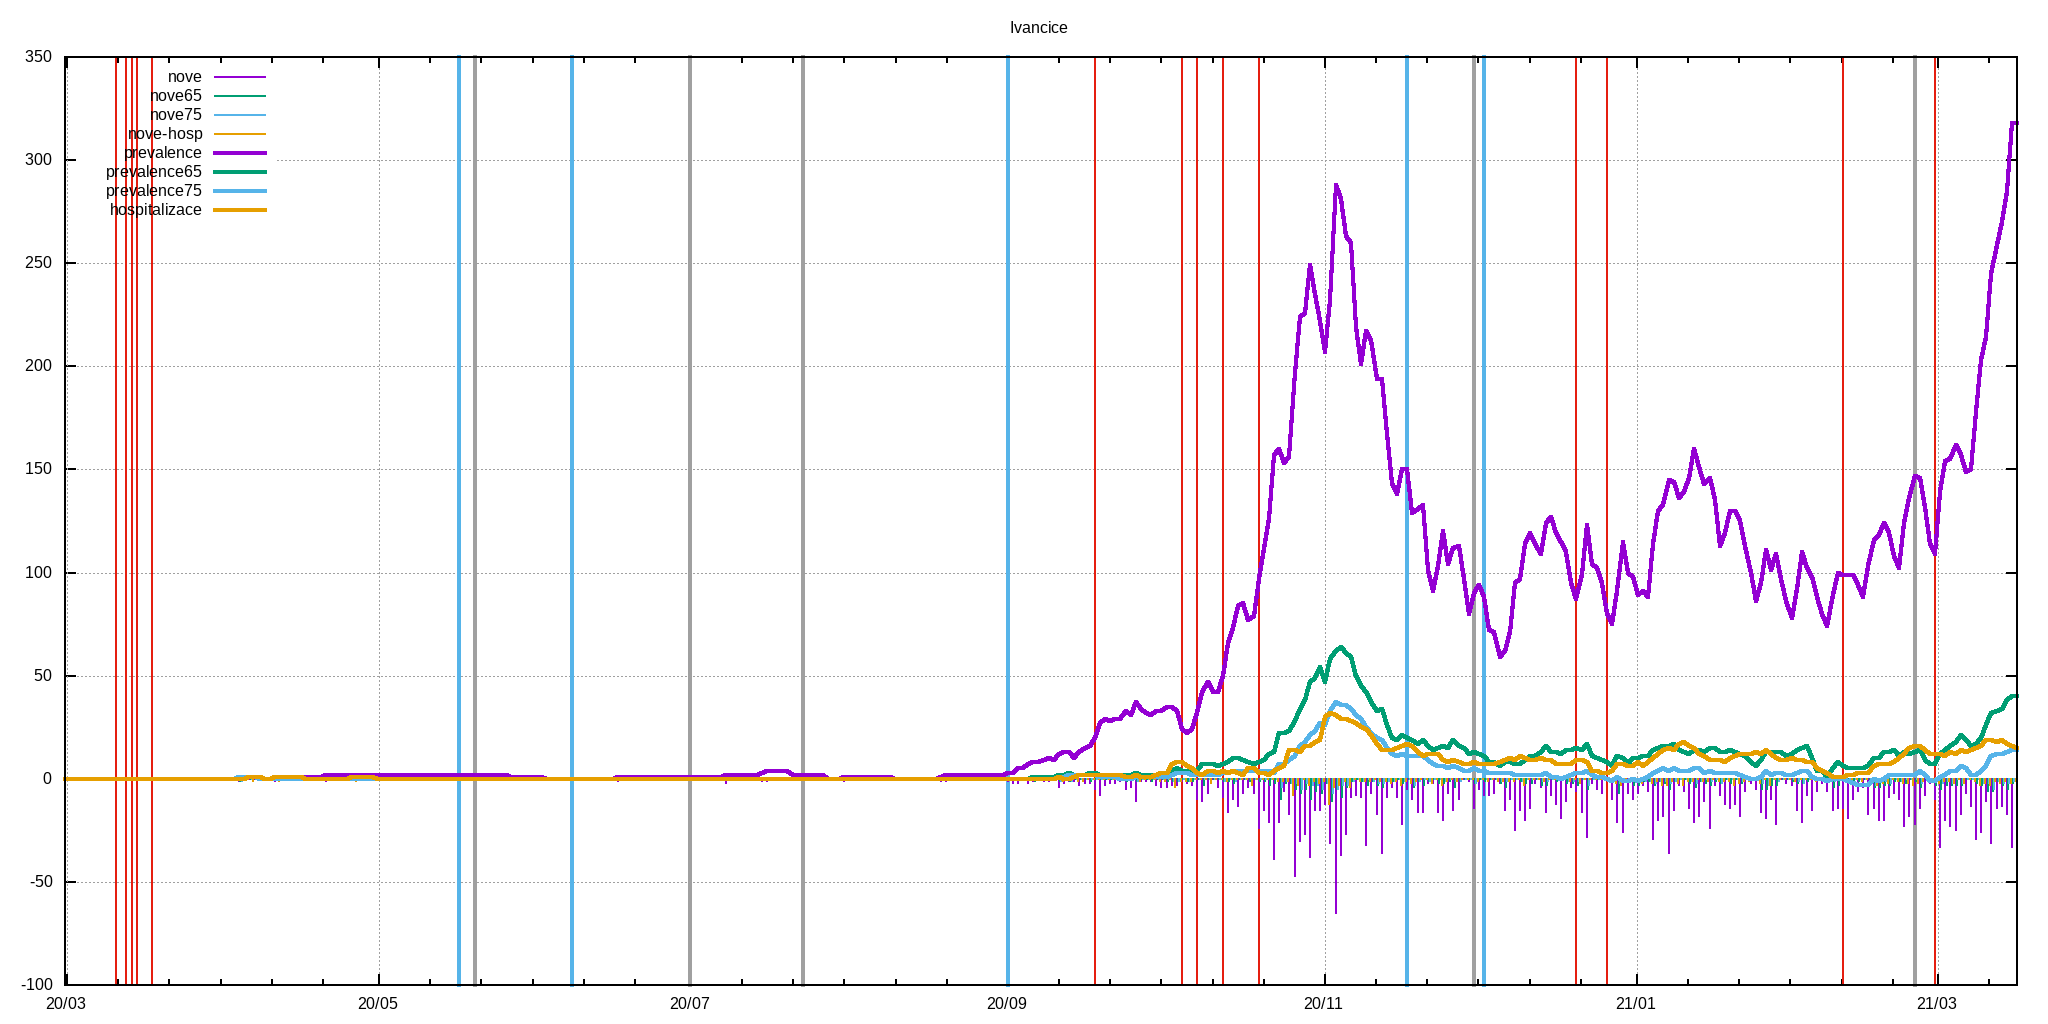 Ivancice
350
nove
nove65
nove75
nove-hosp
prevalence
prevalence65
prevalence75
hospitalizace
300
250
200
150
100
50
0
-50
-100
20/03 20/05 20/07 20/09 20/11 21/01 21/03